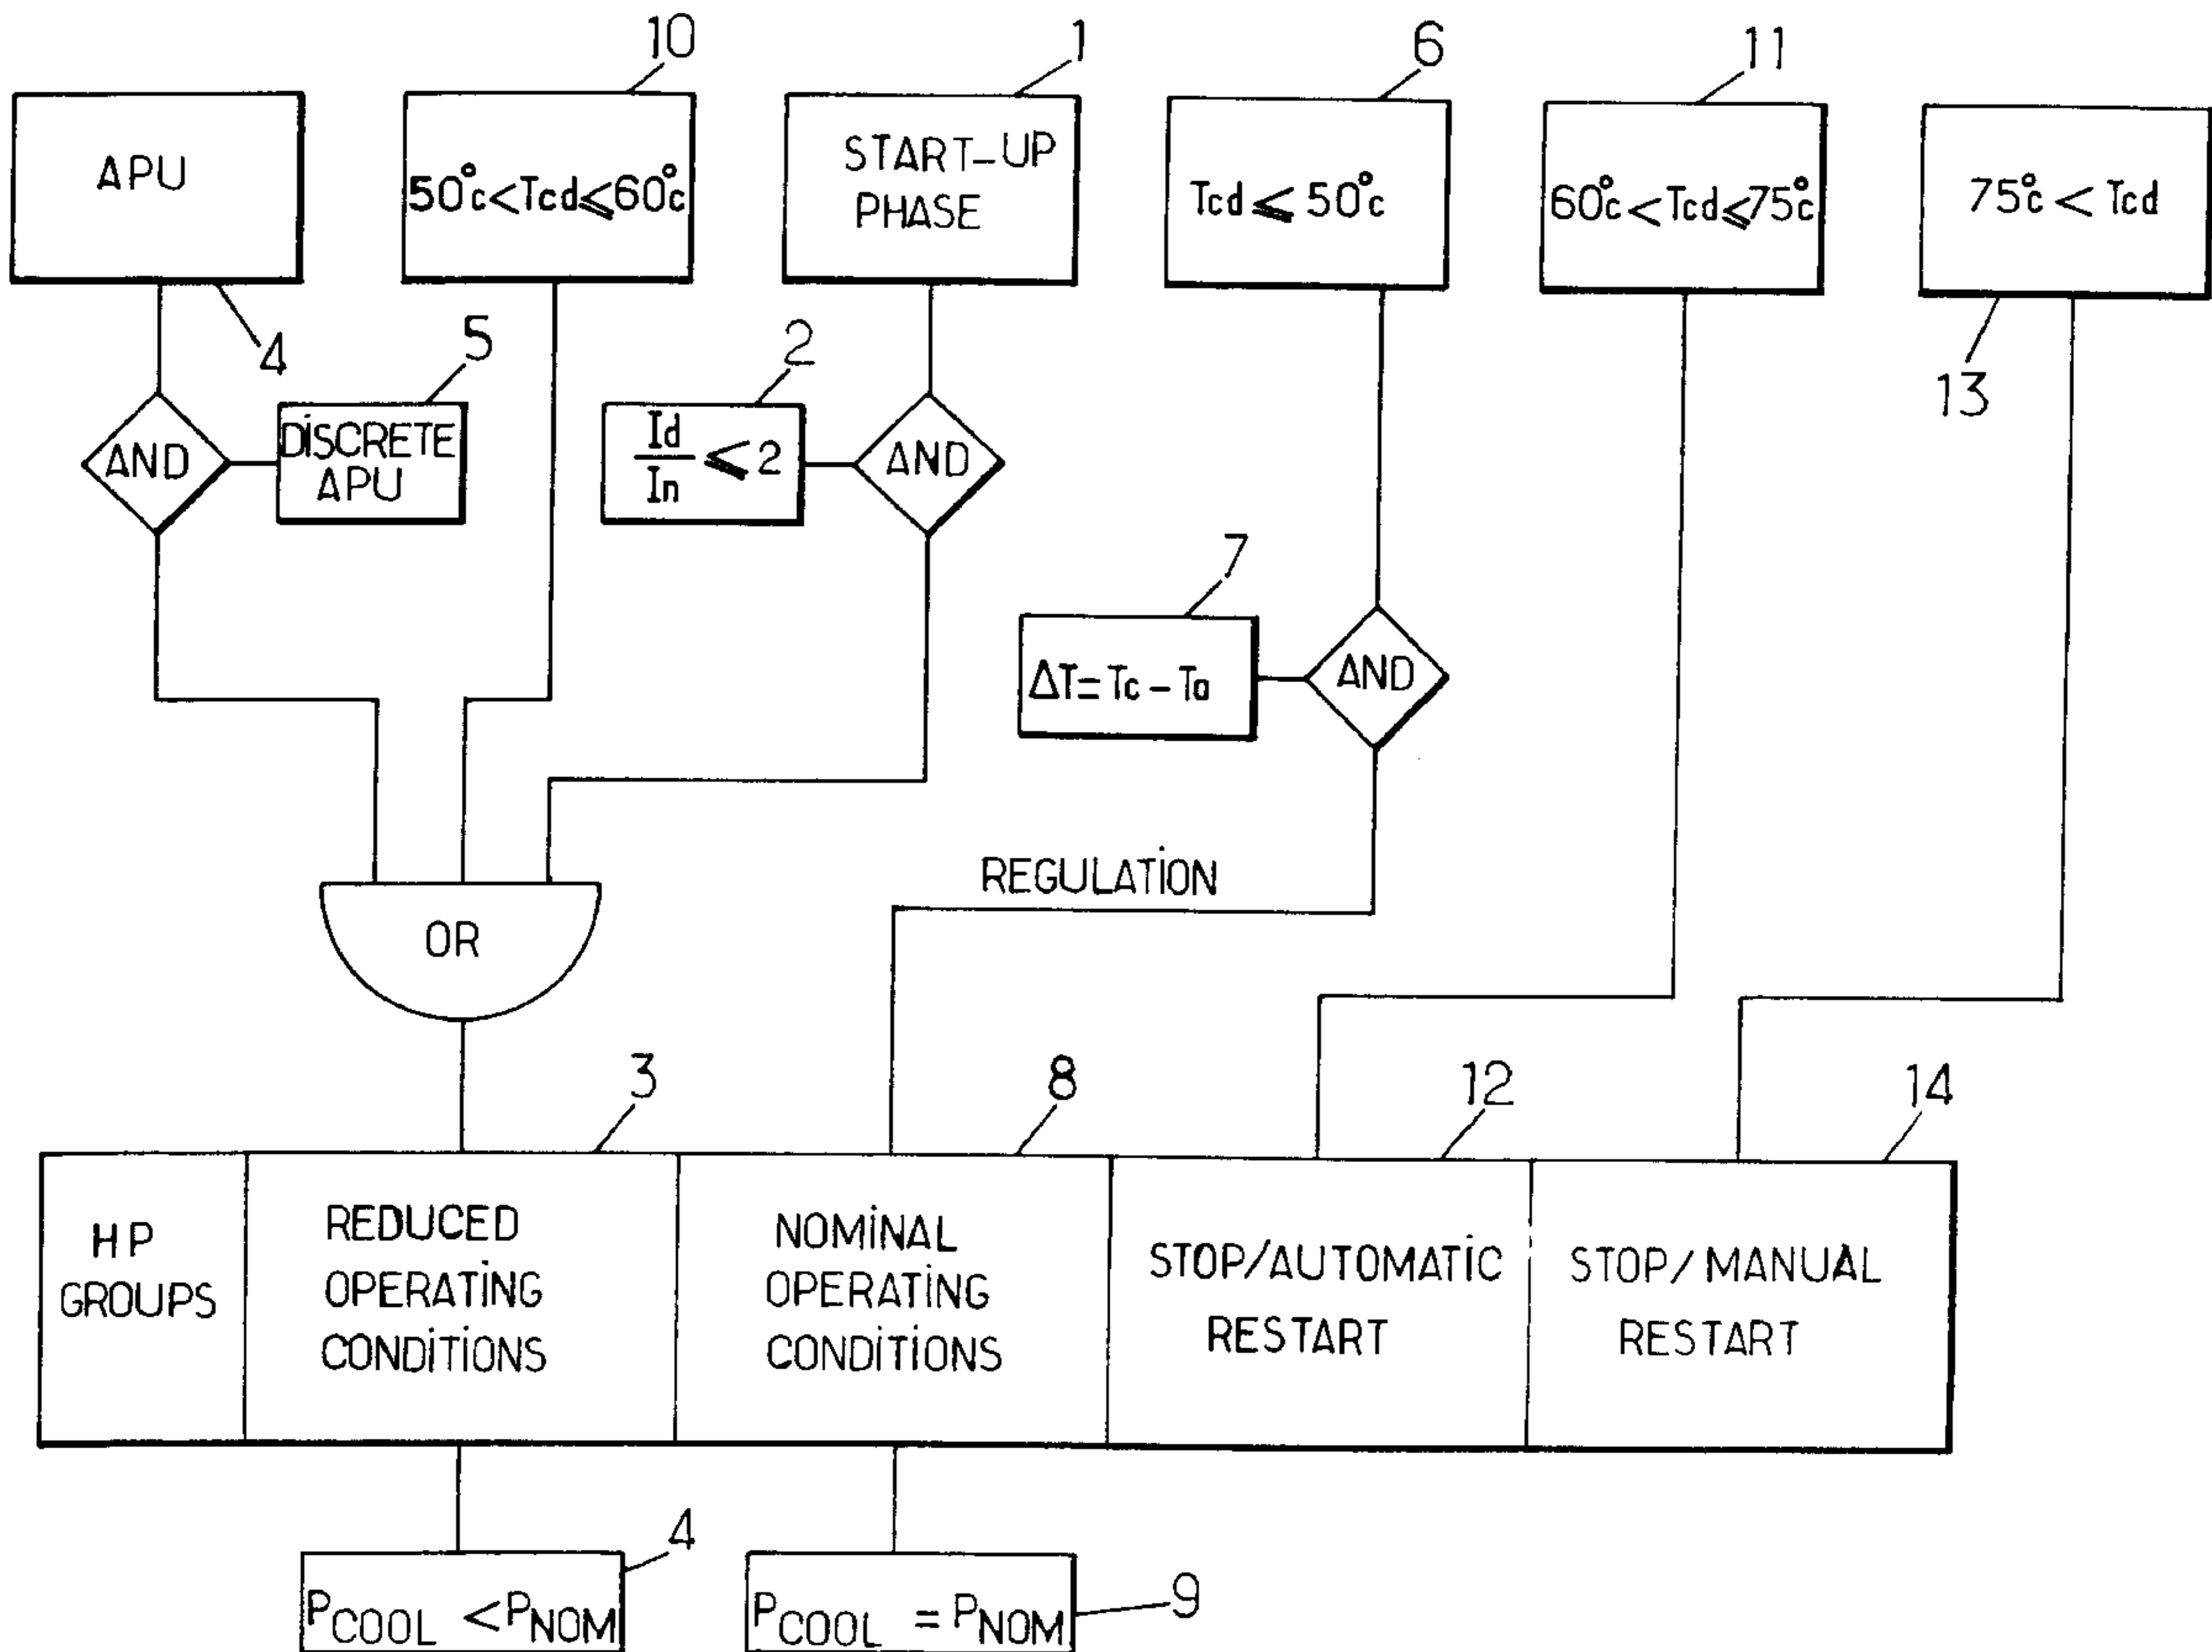 10
1
6
11
APU
50°c<Tcd≤60°c
START-UP
PHASE
Tcd ≤ 50°c
60°c<Tcd≤75°c
75°c < Tcd
4
5
2
13
AND
DiSCRETE
APU
Id
In
≤ 2
AND
7
ΔT=Tc-Ta
AND
REGULATiON
OR
3
8
12
14
HP
GROUPS
REDUCED
OPERATiNG
CONDiTiONS
NOMiNAL
OPERATiNG
CONDiTiONS
STOP/AUTOMATiC
RESTART
STOP/MANUAL
RESTART
4
PCOOL < PNOM
PCOOL = PNOM
9